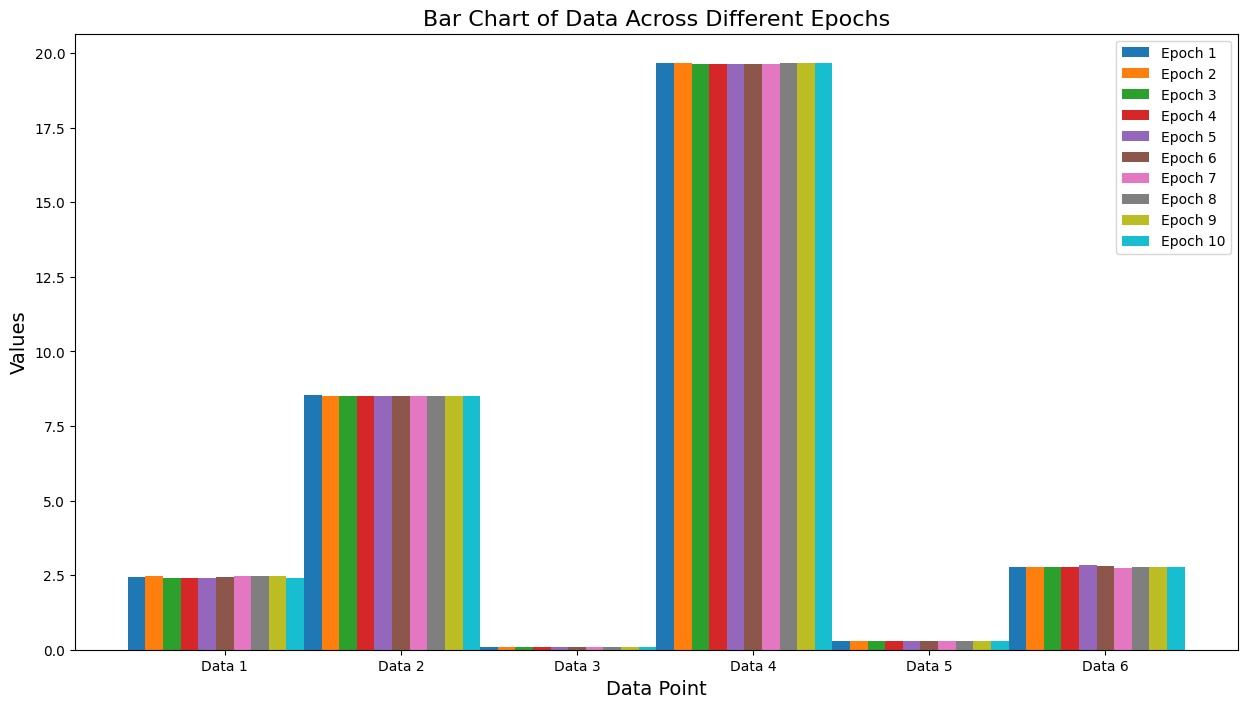 Bar Chart of Data Across Different Epochs
Values
20.0
17.5
15.0
12.5
10.0
7.5
5.0
2.5
0.0
Epoch 1
Epoch 2
Epoch 3
Epoch 4
Epoch 5
Epoch 6
Epoch 7
Epoch 8
Epoch 9
Epoch 10
Data 1
Data 2
Data 3
Data 4
Data 5
Data 6
Data Point